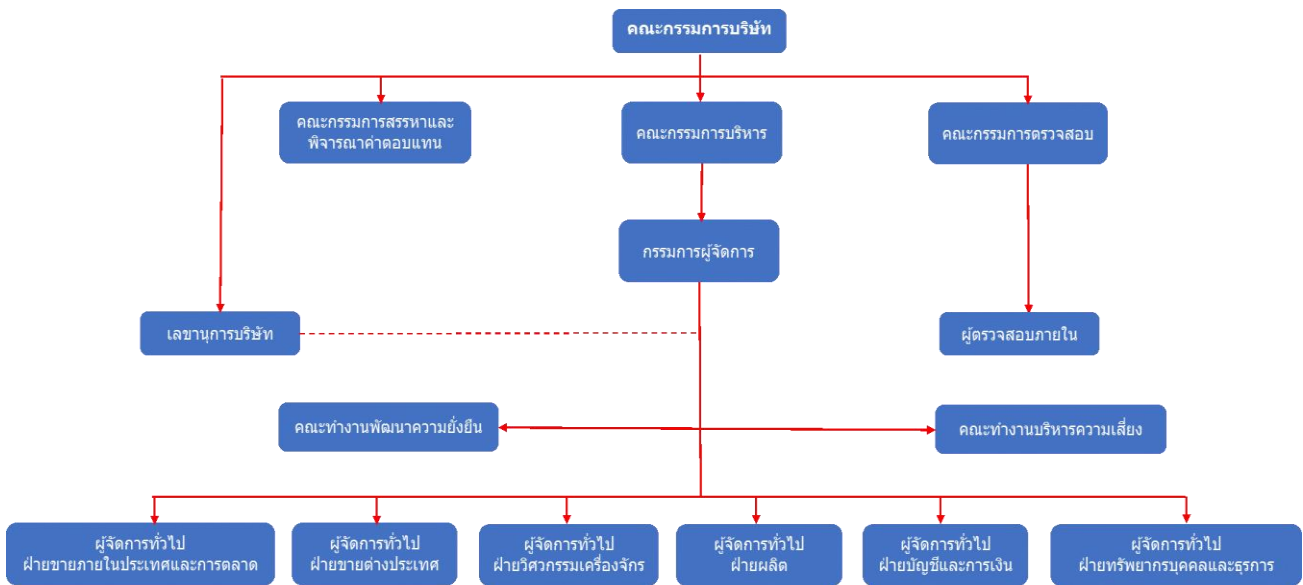 คณะกรรมการบริษัท
คณะกรรมการสรรหาและ
พิจารณาค่าตอบแทน
คณะกรรมการบริหาร
คณะกรรมการตรวจสอบ
กรรมการผู้จัดการ
เลขานุการบริษัท
ผู้ตรวจสอบภายใน
คณะทำงานพัฒนาความยั่งยืน
คณะทำงานบริหารความเสี่ยง
ผู้จัดการทั่วไป
ฝ่ายขายภายในประเทศและการตลาด
ผู้จัดการทั่วไป
ฝ่ายขายต่างประเทศ
ผู้จัดการทั่วไป
ฝ่ายวิศวกรรมเครื่องจักร
ผู้จัดการทั่วไป
ฝ่ายผลิต
ผู้จัดการทั่วไป
ฝ่ายบัญชีและการเงิน
ผู้จัดการทั่วไป
ฝ่ายทรัพยากรบุคคลและธุรการ